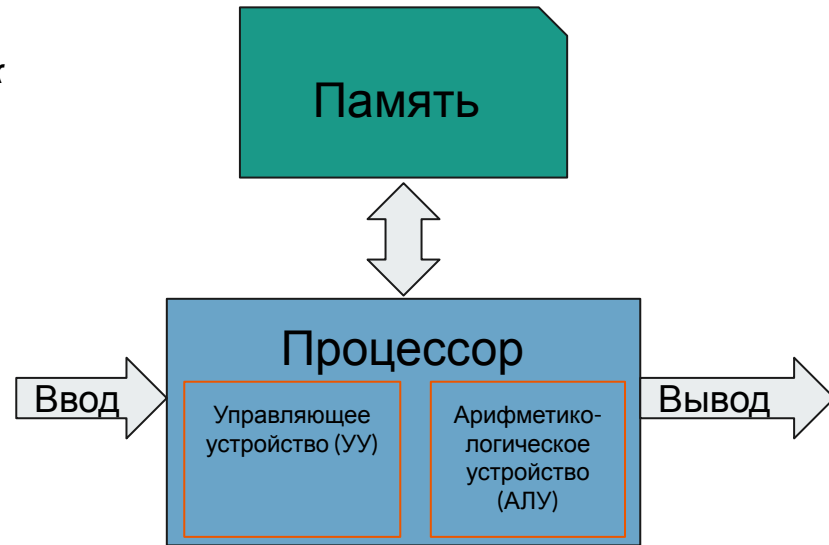 Память
Процессор
Ввод
Управляющее
устройство (УУ)
Арифметико-
логическое
устройство
(АЛУ)
Вывод